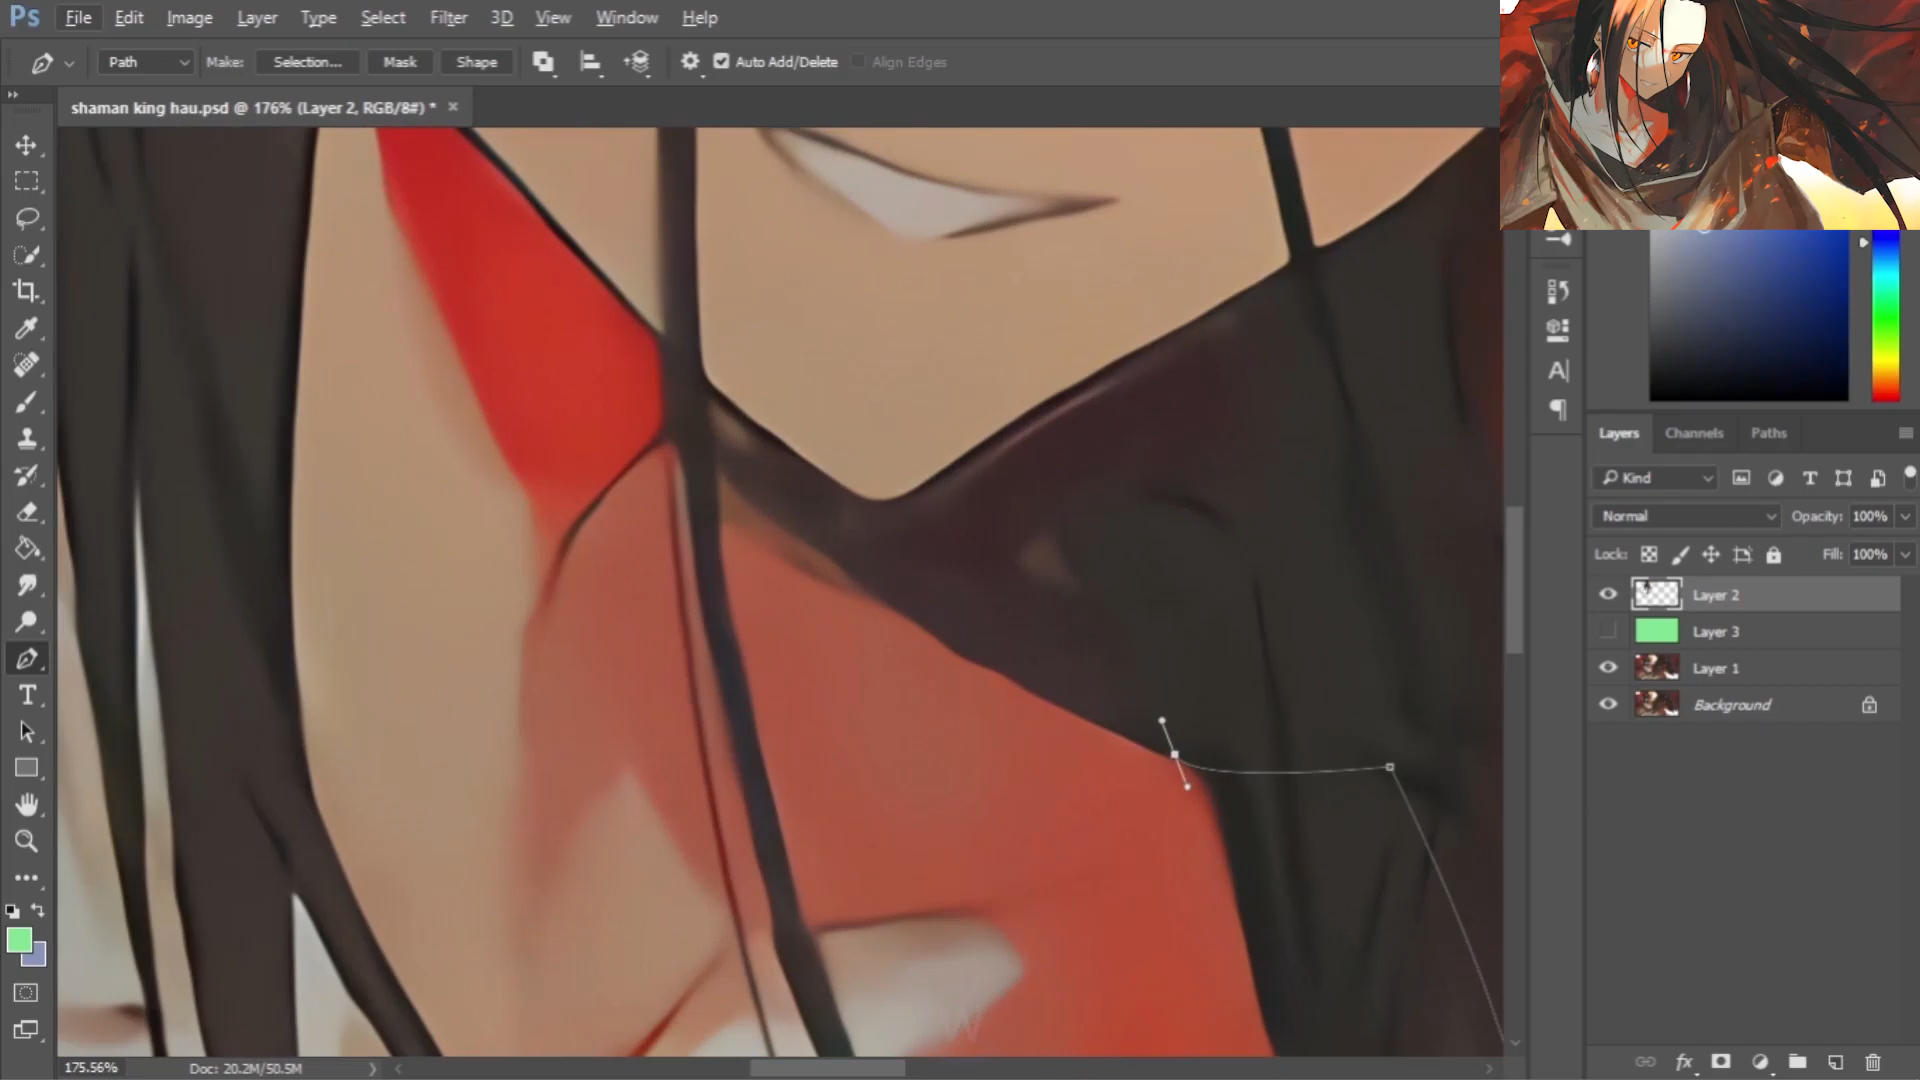 Ps File Edit Image Layer Type Select Filter 3D View Window Help
Path Make: Selection... Mask Shape Auto Add/Delete Align Edges
shaman king hau.psd @ 176% (Layer 2, RGB/8#) *
Layers Channels Paths
Kind
Normal Opacity: 100%
Lock: Fill: 100%
Layer 2
Layer 3
Layer 1
Background
175.56% Doc: 20.2M/50.5M